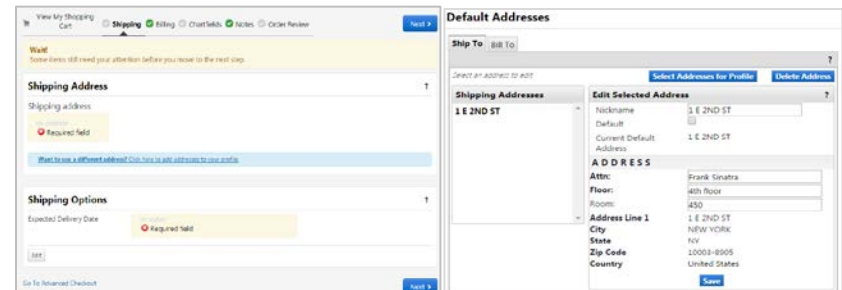 View My Shopping Cart
Shipping
Billing
Chartfields
Notes
Order Review
Next >
Wait!
Some items still need your attention before you move to the next step.
Shipping Address
?
Shipping address
no address
Required field
Want to use a different address? Click here to add addresses to your profile.
Shipping Options
?
Expected Delivery Date
Required field
Edit
Go To Advanced Checkout
Next >
Default Addresses
Ship To
Bill To
?
Select an address to edit
Select Addresses for Profile
Delete Address
Shipping Addresses
1 E 2ND ST
Edit Selected Address
?
Nickname 1 E 2ND ST
Default
Current Default Address 1 E 2ND ST
ADDRESS
Attn: Frank Sinatra
Floor: 4th floor
Room: 450
Address Line 1 1 E 2ND ST
City NEW YORK
State NY
Zip Code 10003-8905
Country United States
Save